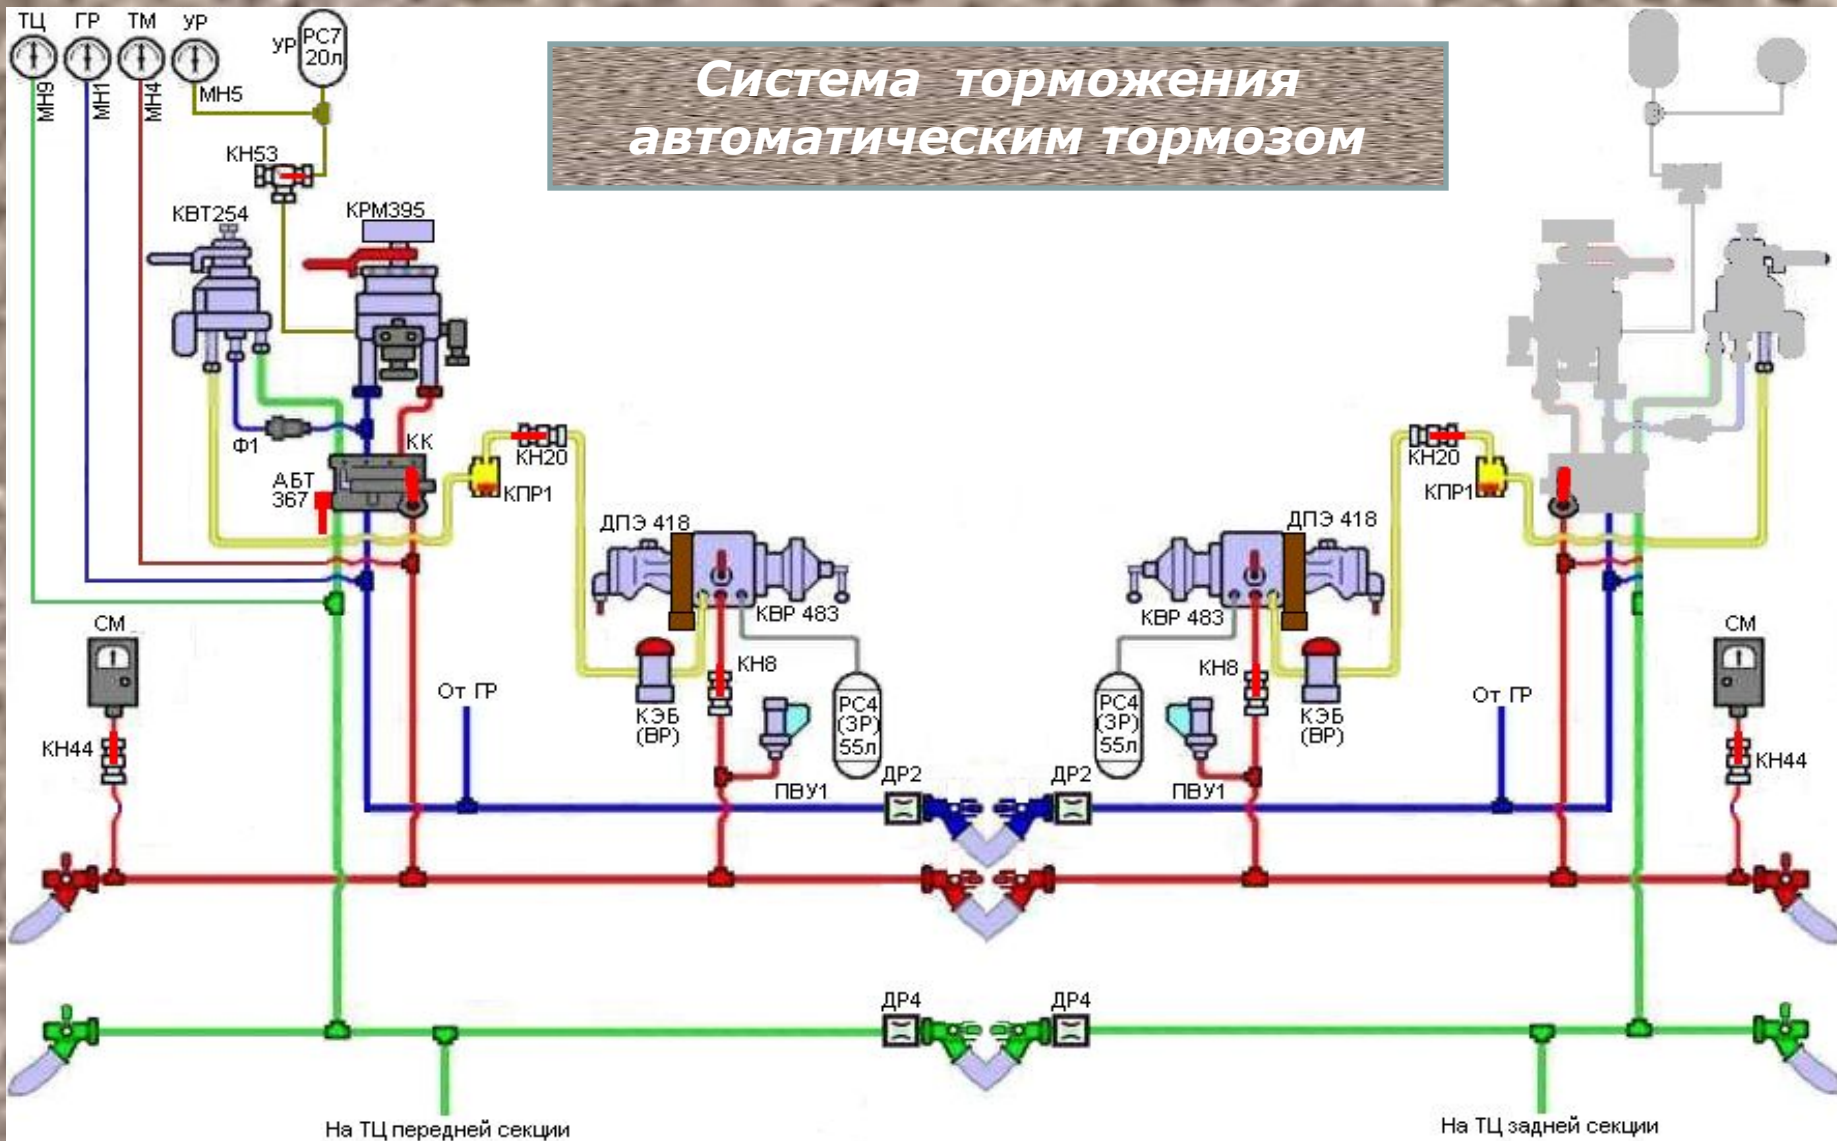 ТЦ ГР ТМ УР
УР
РС7
20л
МН9
МН1
МН4
МН5
Система торможения
автоматическим тормозом
КН53
КВТ254
КРМ395
Ф1
КК
АБТ
367
КН20
КПР1
ДПЭ 418
КВР 483
КН8
КЭБ
(ВР)
РС4
(ЗР)
55л
ПВУ1
СМ
КН44
От ГР
ДР2
ДР4
На ТЦ передней секции
КН20
КПР1
ДПЭ 418
КВР 483
КН8
КЭБ
(ВР)
РС4
(ЗР)
55л
ПВУ1
От ГР
СМ
КН44
ДР2
ДР4
На ТЦ задней секции